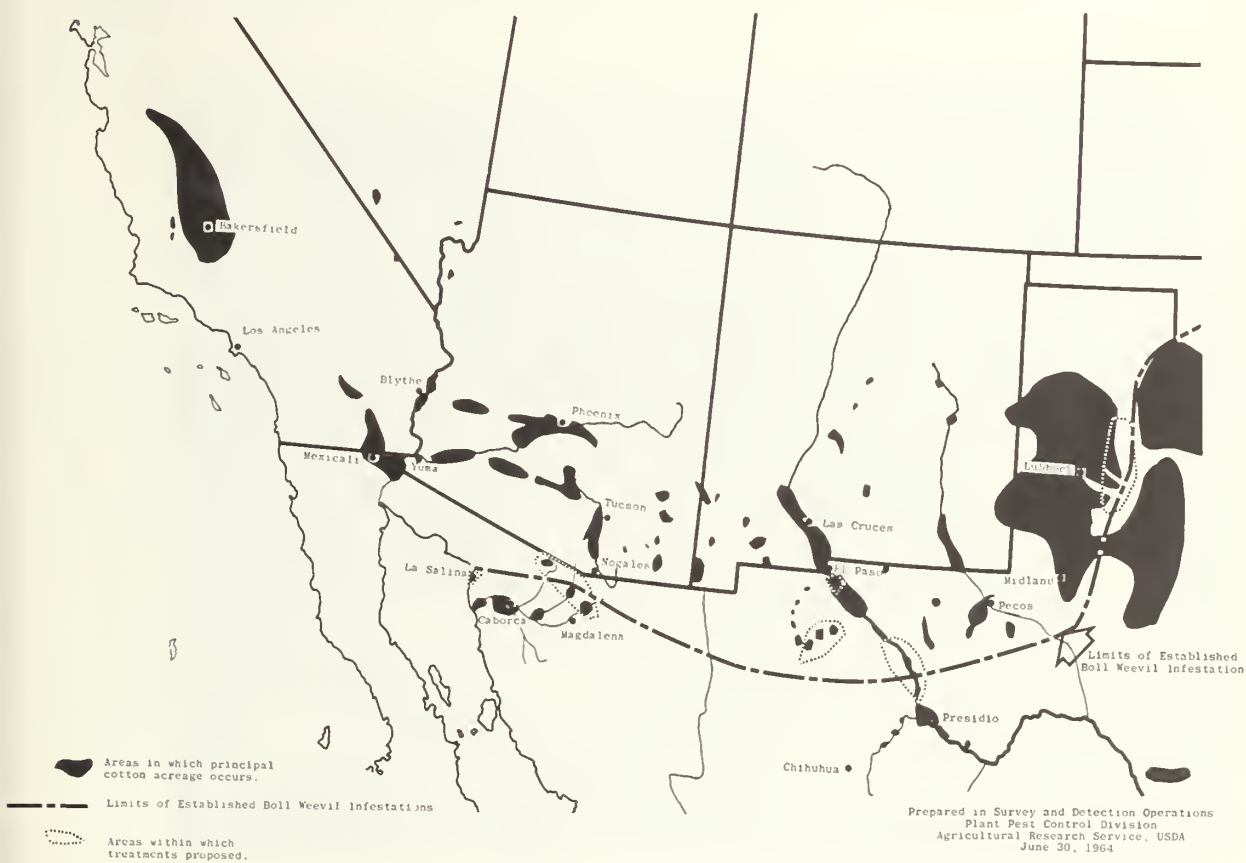 Bakersfield
Los Angeles
Blythe
Phoenix
Mexicali
Yuma
Lubbock
Tucson
Las Cruces
La Salina
Nogales
El Paso
Midland
Pecos
Caborca
Magdalena
Limits of Established
Boll Weevil Infestation
Presidio
Chihuhua
Areas in which principal
cotton acreage occurs.
Limits of Established Boll Weevil Infestations
Areas within which
treatments proposed.
Prepared in Survey and Detection Operations
Plant Pest Control Division
Agricultural Research Service, USDA
June 30, 1964